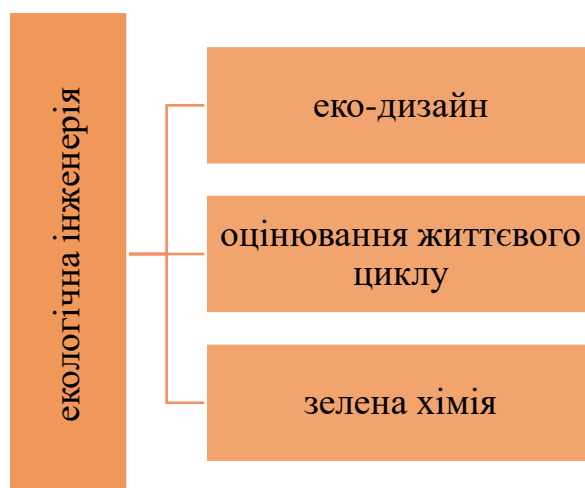 екологічна інженерія
еко-дизайн
оцінювання життєвого
циклу
зелена хімія